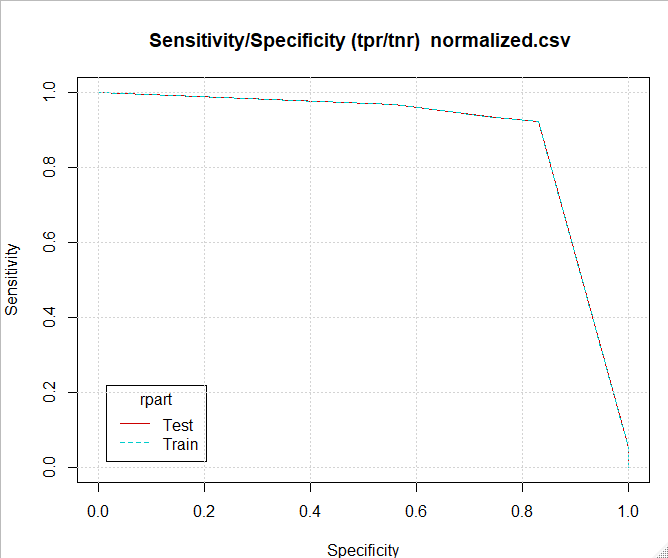 Sensitivity/Specificity (tpr/tnr) normalized.csv
Sensitivity
1.0
0.8
0.6
0.4
0.2
0.0
rpart
Test
Train
0.0 0.2 0.4 0.6 0.8 1.0
Specificity